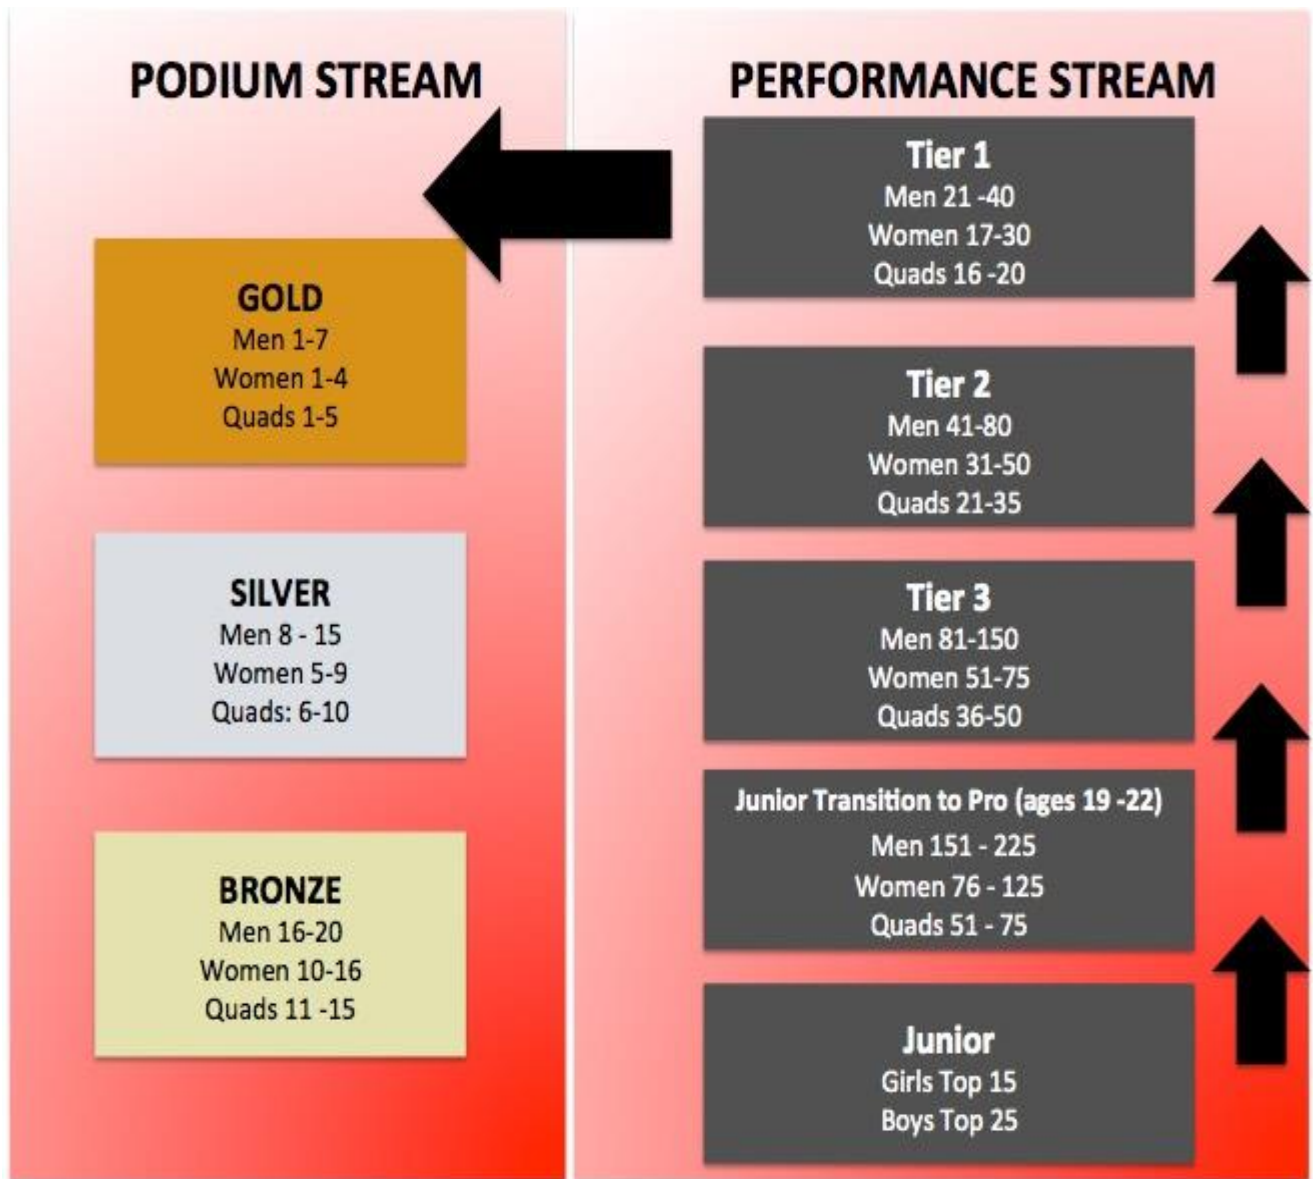 PODIUM STREAM
GOLD
Men 1-7
Women 1-4
Quads 1-5
SILVER
Men 8 - 15
Women 5-9
Quads: 6-10
BRONZE
Men 16-20
Women 10-16
Quads 11 -15
PERFORMANCE STREAM
Tier 1
Men 21 -40
Women 17-30
Quads 16 -20
Tier 2
Men 41-80
Women 31-50
Quads 21-35
Tier 3
Men 81-150
Women 51-75
Quads 36-50
Junior Transition to Pro (ages 19 -22)
Men 151 - 225
Women 76 - 125
Quads 51 - 75
Junior
Girls Top 15
Boys Top 25